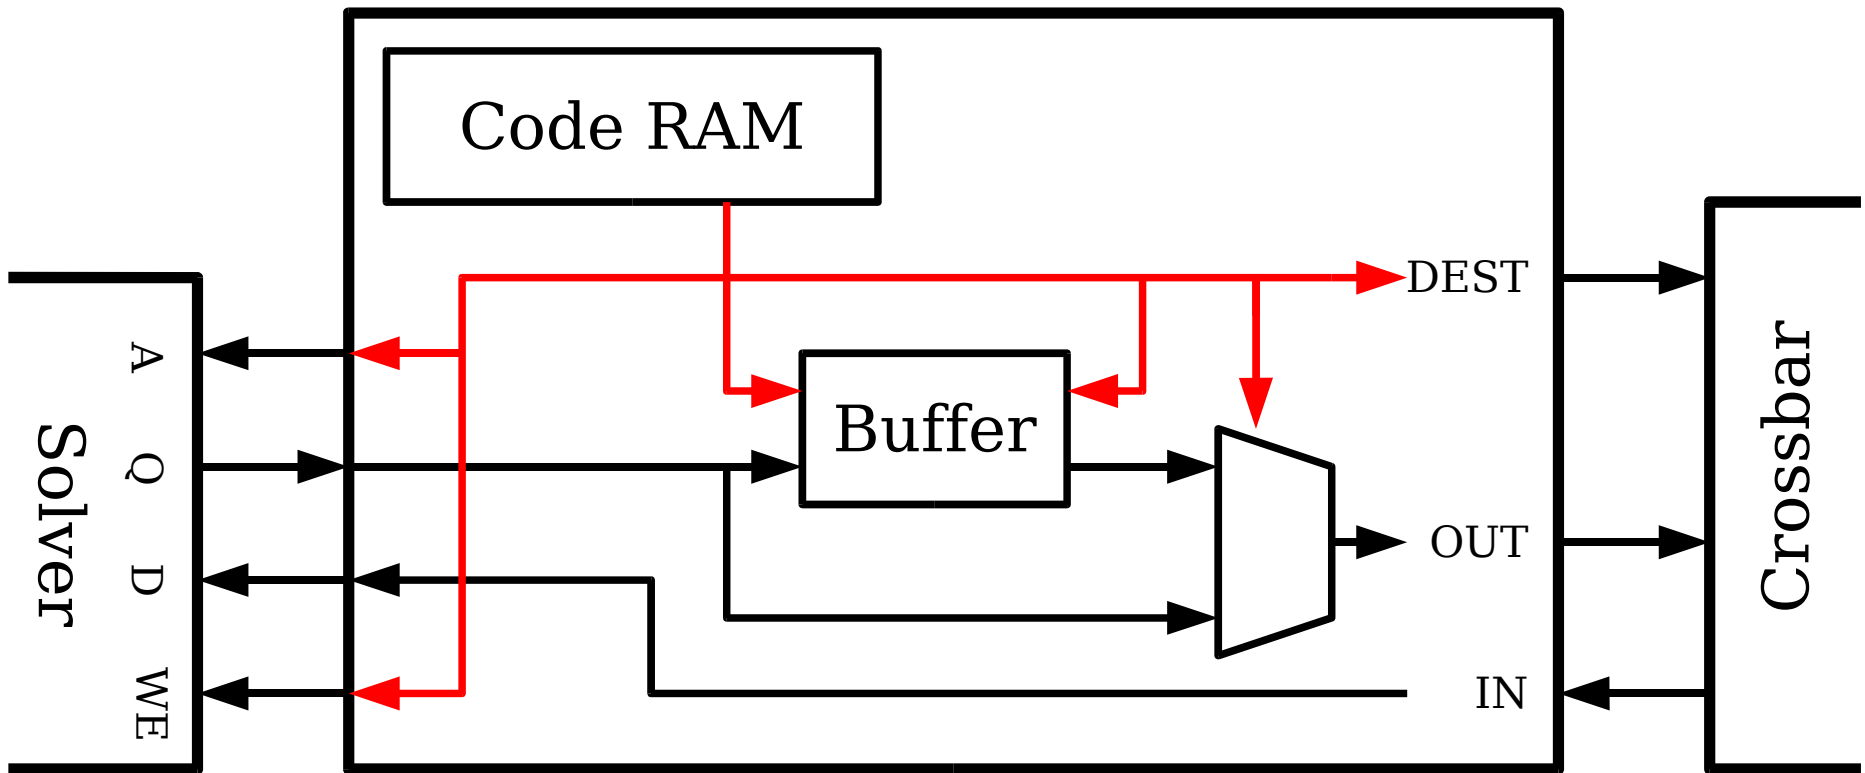 Code RAM
DEST
A
Buffer
Q
Solver
Crossbar
OUT
D
WE
IN